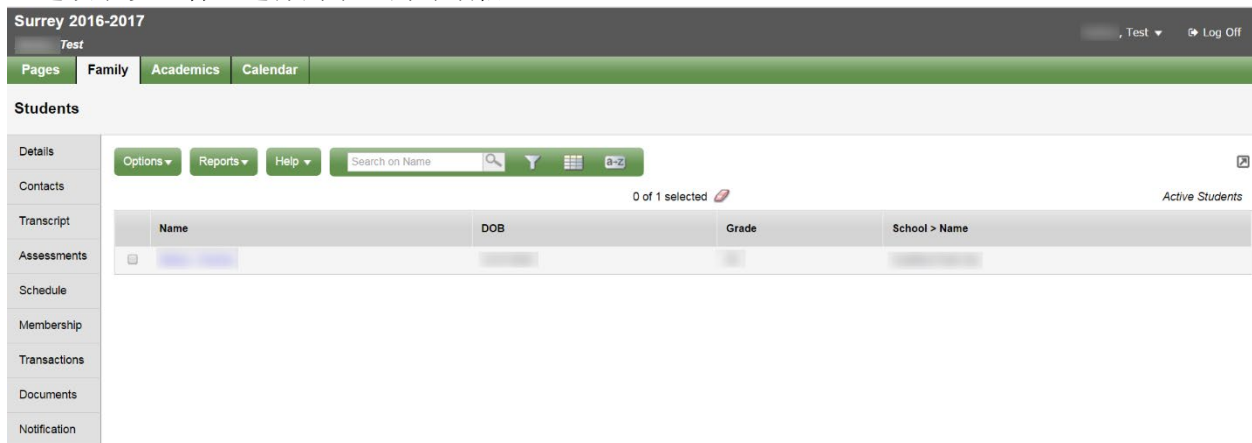 Surrey 2016-2017
Test
, Test
Log Off
Pages
Family
Academics
Calendar
Students
Details
Contacts
Transcript
Assessments
Schedule
Membership
Transactions
Documents
Notification
Options
Reports
Help
Search on Name
a-z
0 of 1 selected
Active Students
Name
DOB
Grade
School > Name